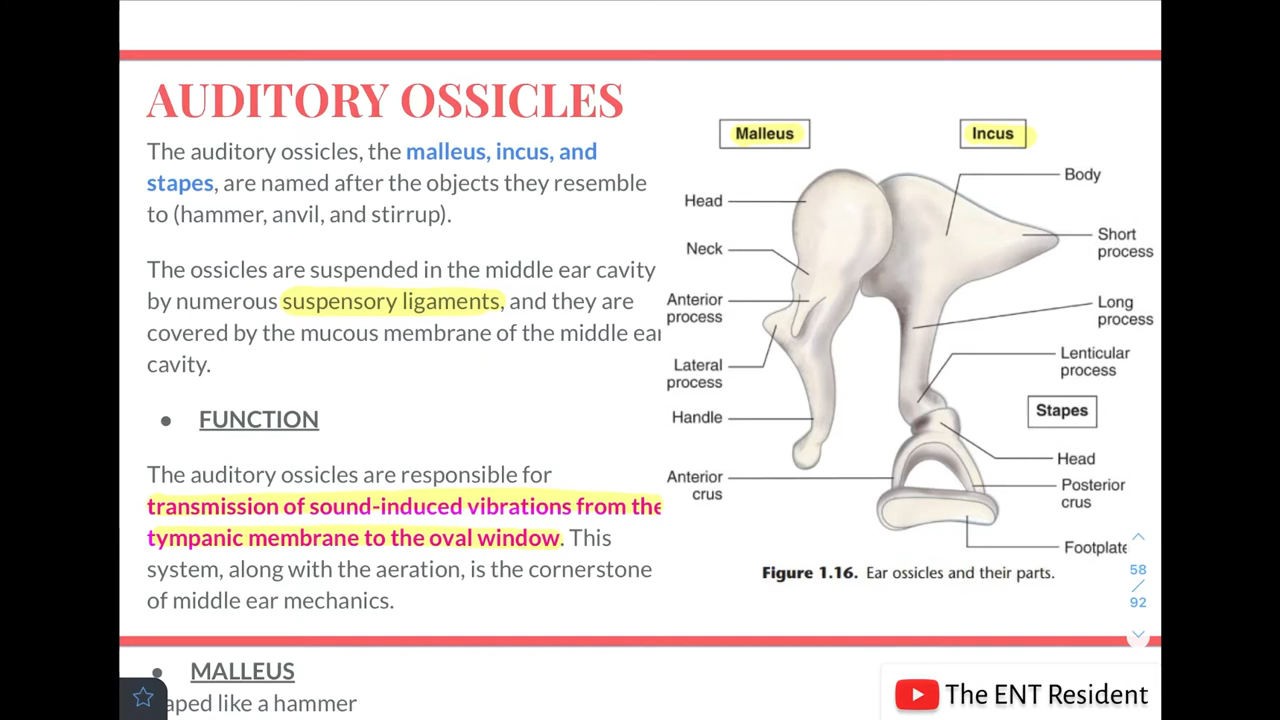 AUDITORY OSSICLES
The auditory ossicles, the malleus, incus, and
stapes, are named after the objects they resemble
to (hammer, anvil, and stirrup).
The ossicles are suspended in the middle ear cavity
by numerous suspensory ligaments, and they are
covered by the mucous membrane of the middle ear
cavity.
● FUNCTION
The auditory ossicles are responsible for
transmission of sound-induced vibrations from the
tympanic membrane to the oval window. This
system, along with the aeration, is the cornerstone
of middle ear mechanics.
Malleus
Incus
Head
Neck
Anterior
process
Lateral
process
Handle
Anterior
crus
Body
Short
process
Long
process
Lenticular
process
Stapes
Head
Posterior
crus
Footplate
Figure 1.16. Ear ossicles and their parts.
58
/
92
● MALLEUS
aped like a hammer
The ENT Resident